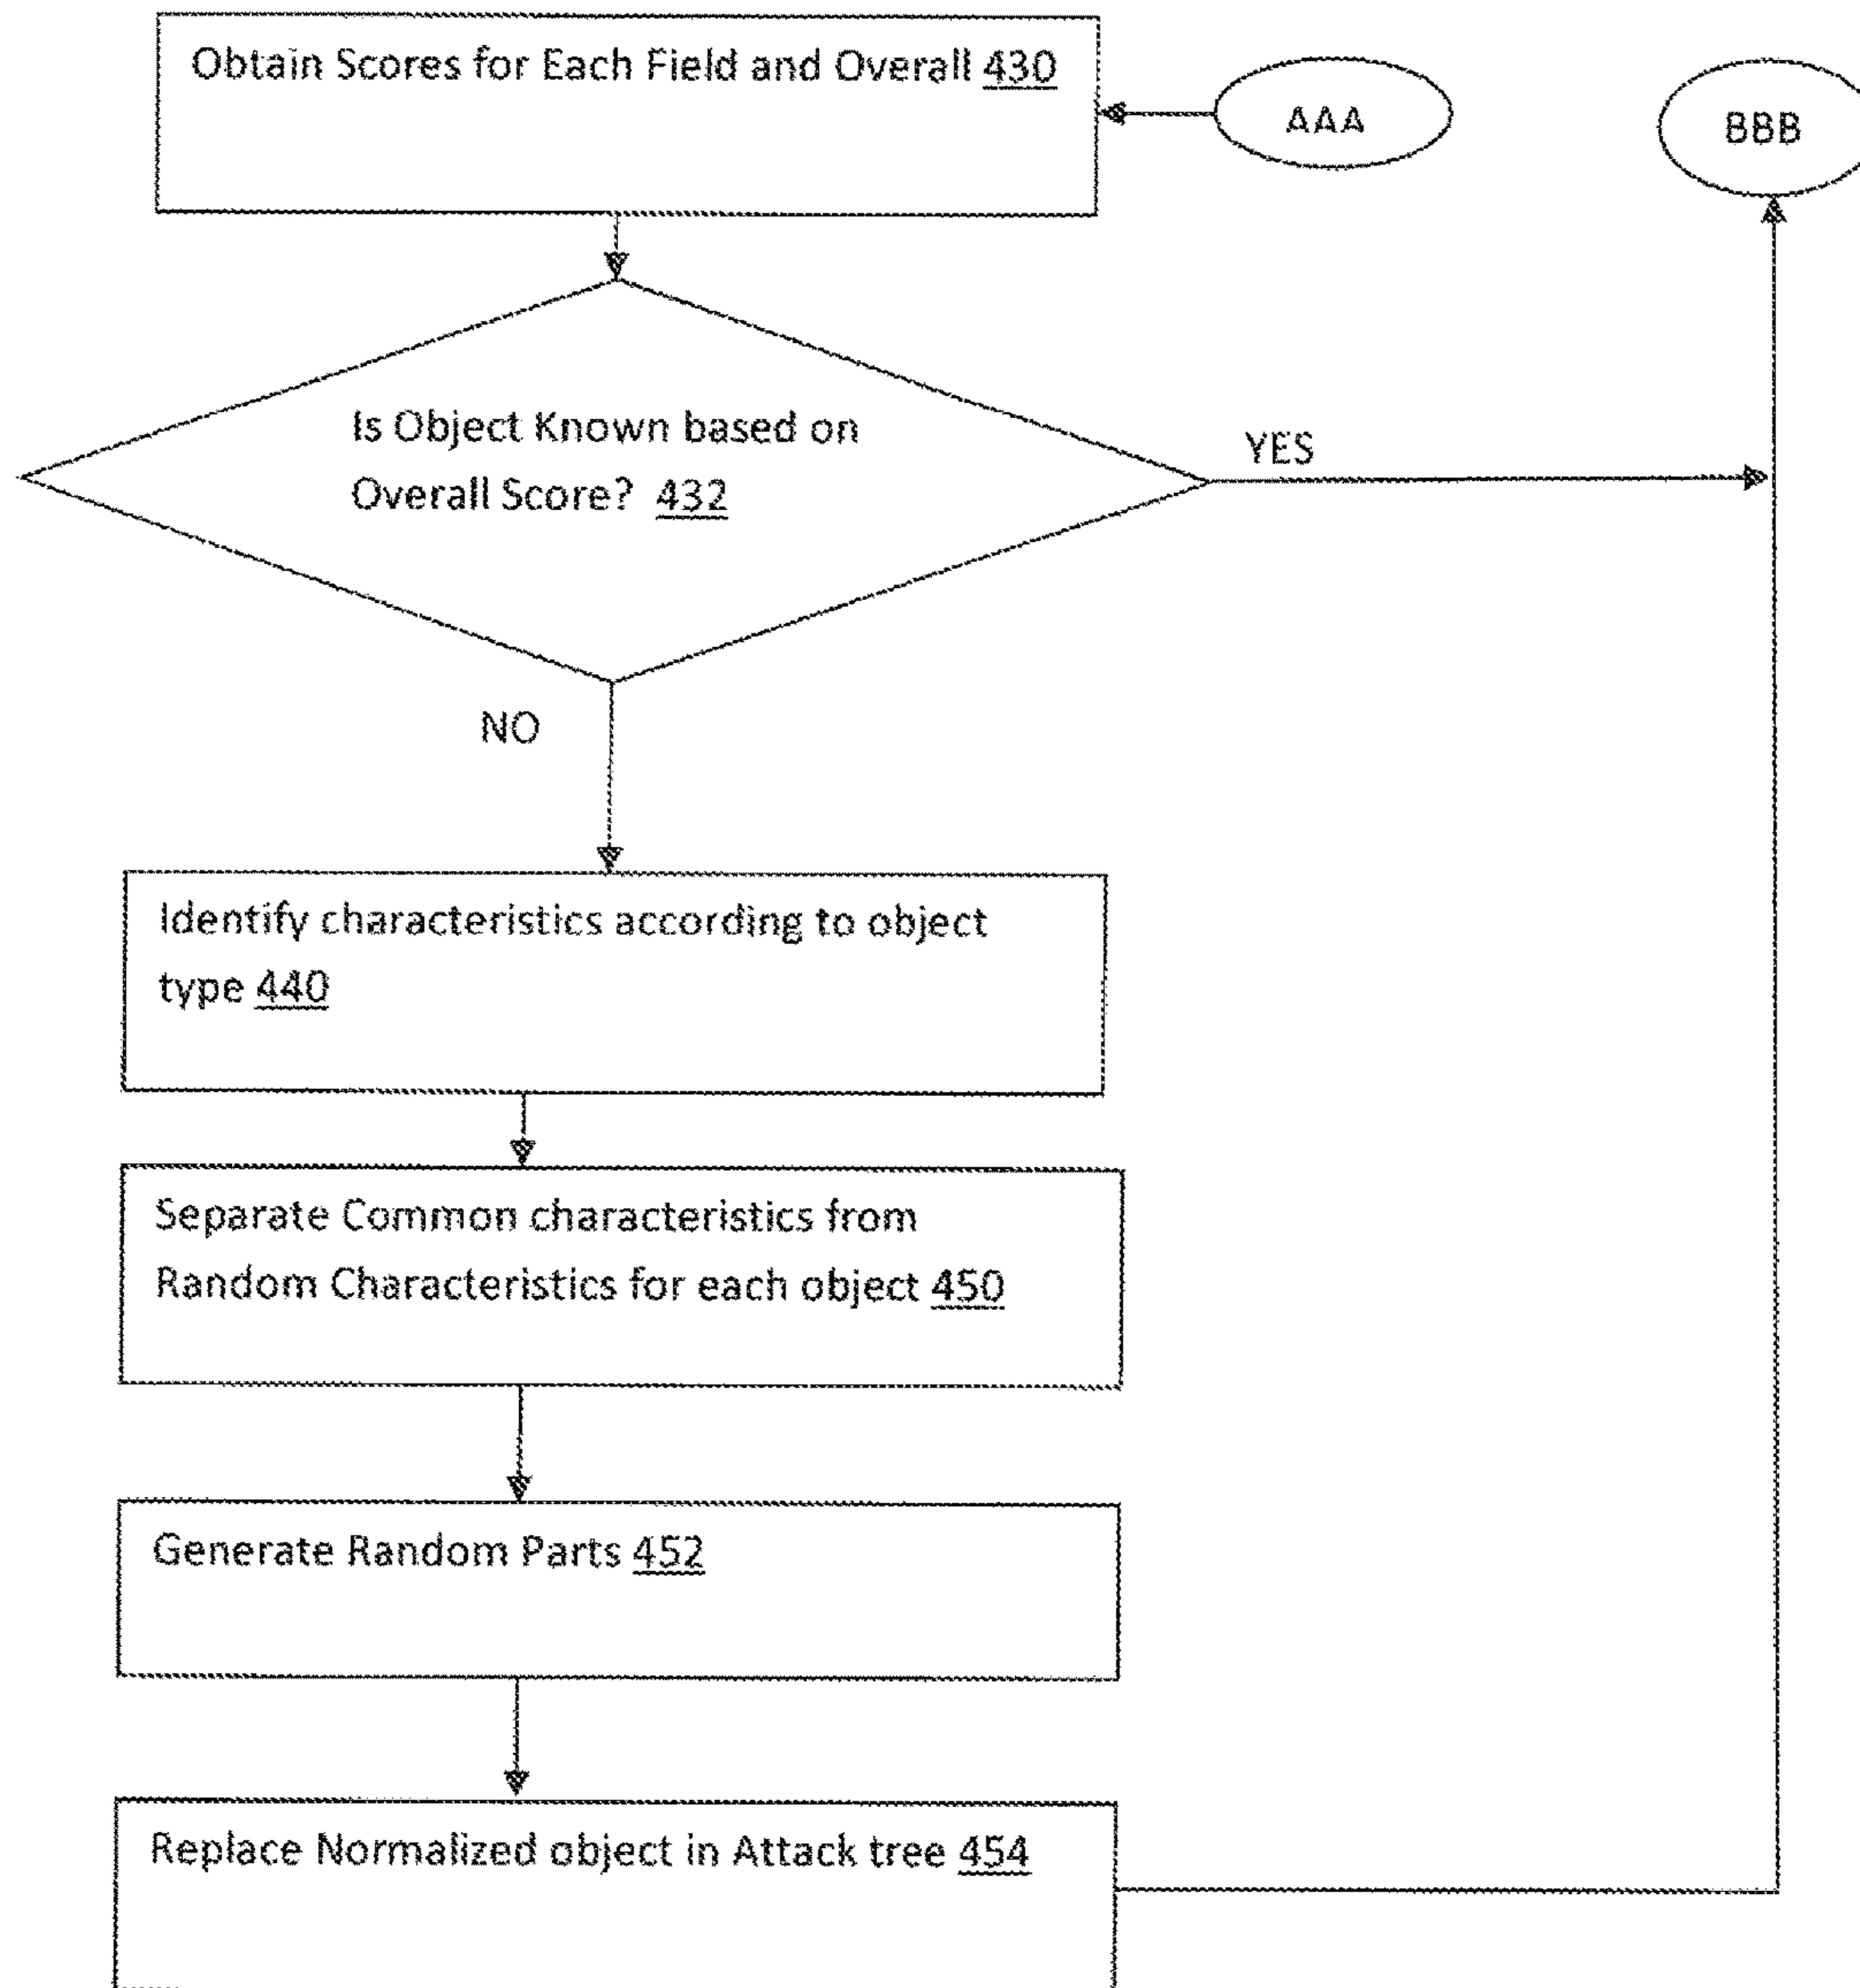 Obtain Scores for Each Field and Overall 430
AAA
BBB
Is Object Known based on
Overall Score? 432
YES
NO
Identify characteristics according to object
type 440
Separate Common characteristics from
Random Characteristics for each object 450
Generate Random Parts 452
Replace Normalized object in Attack tree 454